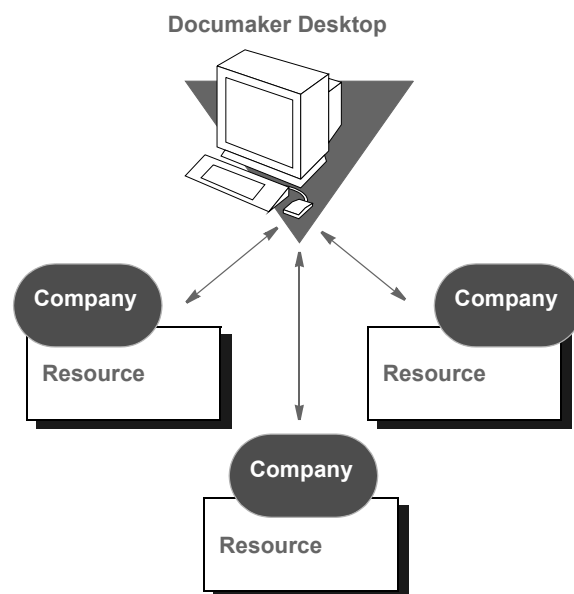 Documaker Desktop
Company
Company
Resource
Resource
Company
Resource